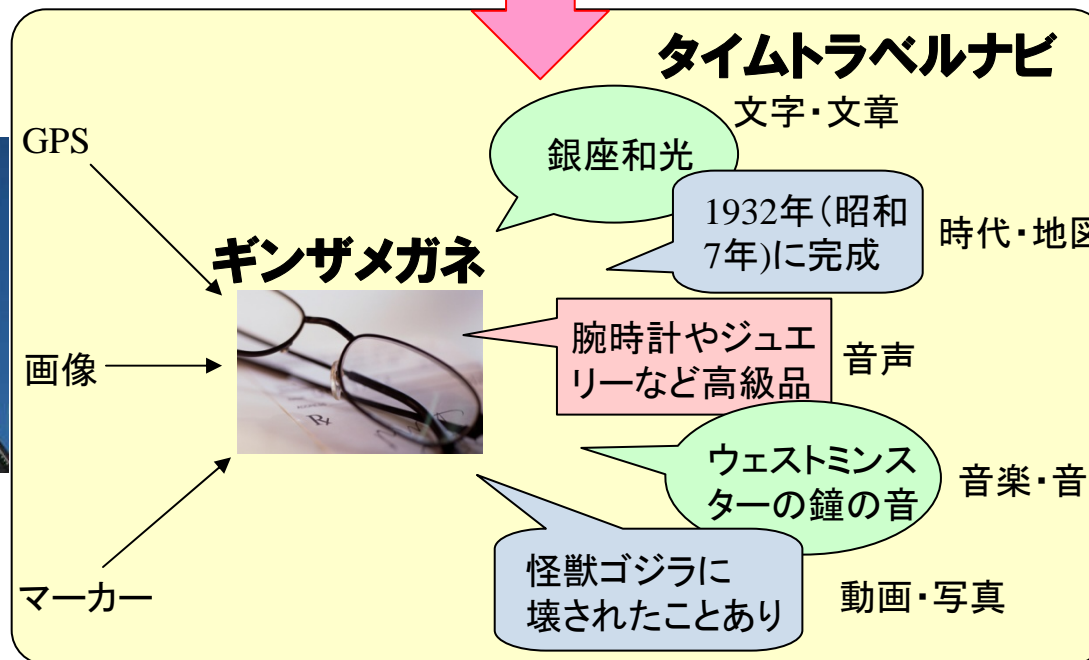 タイムトラベルナビ
文字・文章
GPS
銀座和光
1932年(昭和
7年)に完成
時代・地図
ギンザメガネ
画像
腕時計やジュエ
リーなど高級品
音声
ウェストミンス
ターの鐘の音
音楽・音
マーカー
怪獣ゴジラに
壊されたことあり
動画・写真